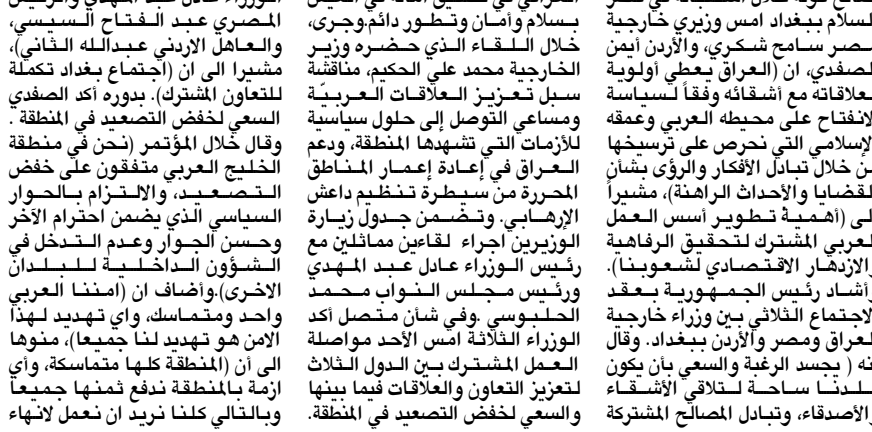 السلام ببغداد امس وزيري خارجية
مصر سامح شكري، والأردن أيمن
الصفدي، ان (العراق يعطي أولوية
لعلاقاته مع أشقائه وفقاً لسياسة
الانفتاح على محيطه العربي وعمقه
الإسلامي التي نحرص على ترسيخها
من خلال تبادل الأفكار والرؤى بشأن
القضايا والأحداث الراهنة)، مشيراً
الى (أهمية تطوير أسس العمل
العربي المشترك لتحقيق الرفاهية
والازدهار الاقتصادي لشعوبنا).
وأشاد رئيس الجمهورية بعقد
الاجتماع الثلاثي بين وزراء خارجية
العراق ومصر والأردن ببغداد. وقال
انه ( يجسد الرغبة والسعي بأن يكون
بلدنا ساحة لتلاقي الأشقاء
والأصدقاء، وتبادل المصالح المشتركة
بسلام وأمان وتطور دائم.وجرى،
خلال اللقاء الذي حضره وزير
الخارجية محمد علي الحكيم، مناقشة
سبل تعزيز العلاقات العربيّة
ومساعي التوصل إلى حلول سياسية
للأزمات التي تشهدها المنطقة، ودعم
العراق في إعادة إعمار المناطق
المحررة من سيطرة تنظيم داعش
الإرهابي. وتضمن جدول زيارة
الوزيرين اجراء لقاءين مماثلين مع
رئيس الوزراء عادل عبد المهدي
ورئيس مجلس النواب محمد
الحلبوسي .وفي شأن متصل أكد
الوزراء الثلاثة امس الأحد مواصلة
العمل المشترك بين الدول الثلاث
لتعزيز التعاون والعلاقات فيما بينها
والسعي لخفض التصعيد في المنطقة.
المصري عبد الفتاح السيسي،
والعاهل الاردني عبدالله الثاني)،
مشيرا الى ان (اجتماع بغداد تكملة
للتعاون المشترك). بدوره أكد الصفدي
السعي لخفض التصعيد في المنطقة .
وقال خلال المؤتمر (نحن في منطقة
الخليج العربي متفقون على خفض
التصعيد، والالتزام بالحوار
السياسي الذي يضمن احترام الآخر
وحسن الجوار وعدم التدخل في
الشؤون الداخلية للبلدان
الاخرى).وأضاف ان (امننا العربي
واحد ومتماسك، واي تهديد لهذا
الامن هو تهديد لنا جميعا)، منوها
الى أن (المنطقة كلها متماسكة، وأي
ازمة بالمنطقة ندفع ثمنها جميعا
وبالتالي كلنا نريد ان نعمل لانهاء